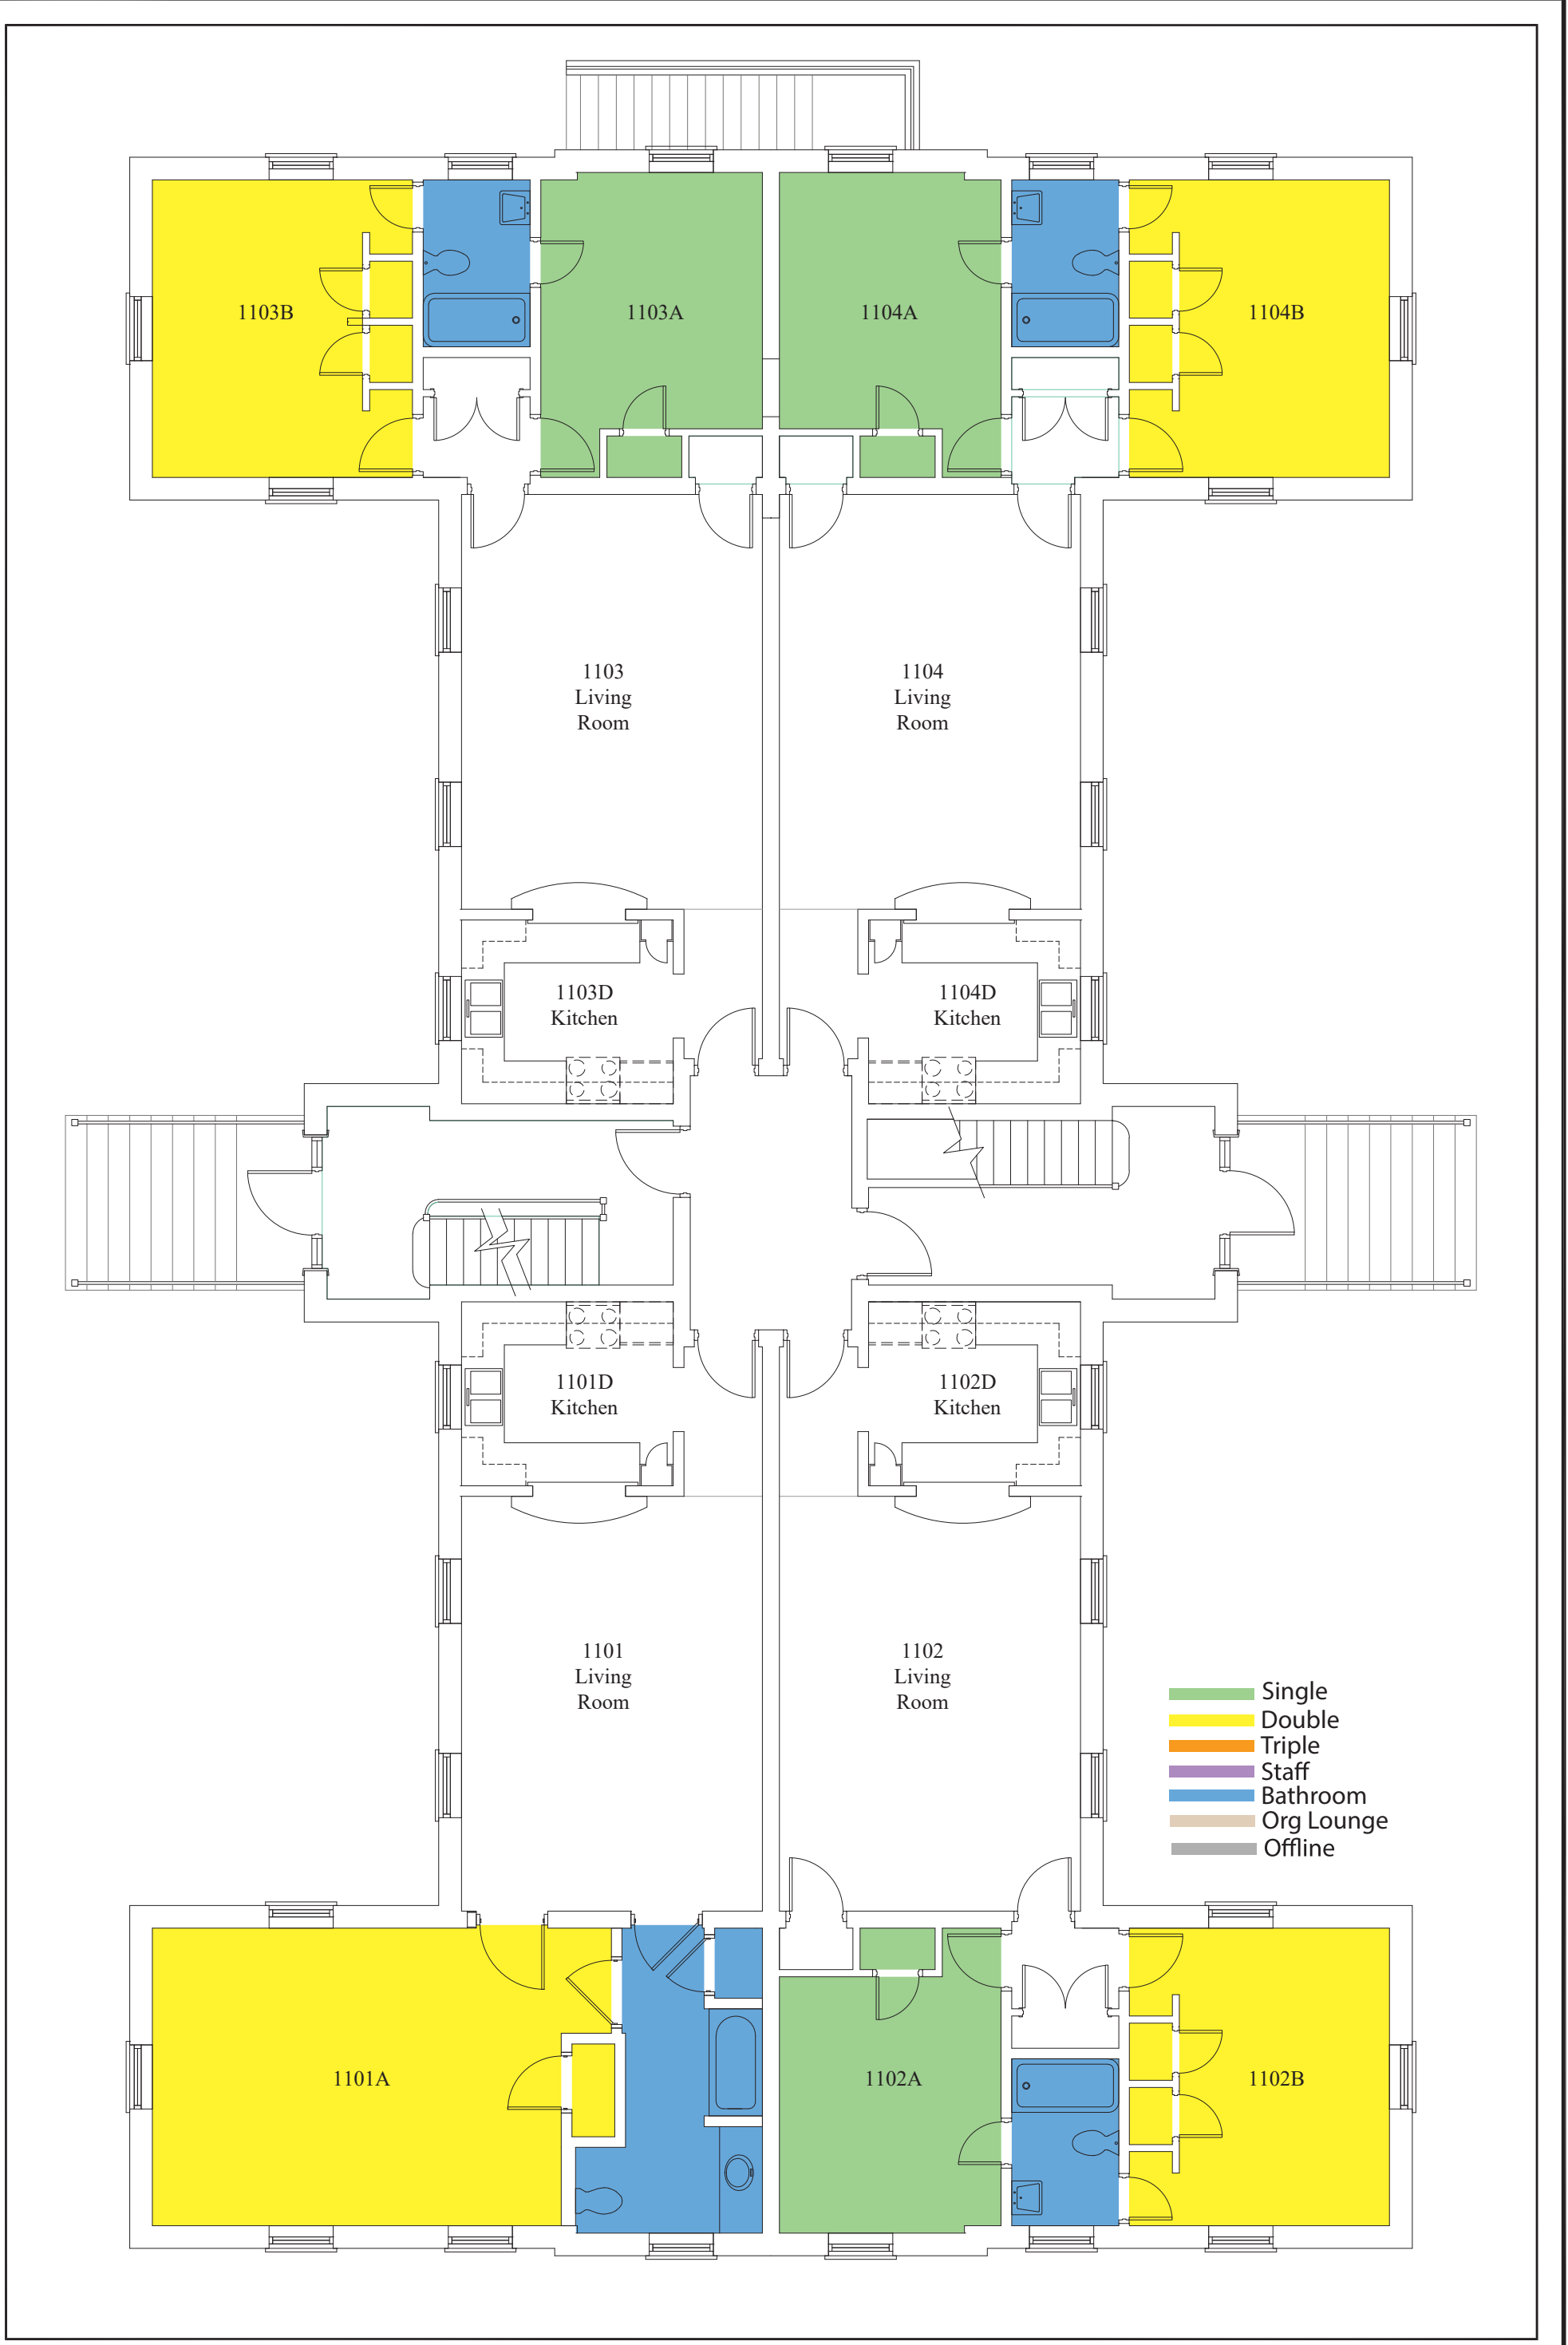 1103B
1103A
1104A
1104B
1103
Living
Room
1104
Living
Room
1103D
Kitchen
1104D
Kitchen
1101D
Kitchen
1102D
Kitchen
1101
Living
Room
1102
Living
Room
Single
Double
Triple
Staff
Bathroom
Org Lounge
Offline
1101A
1102A
1102B